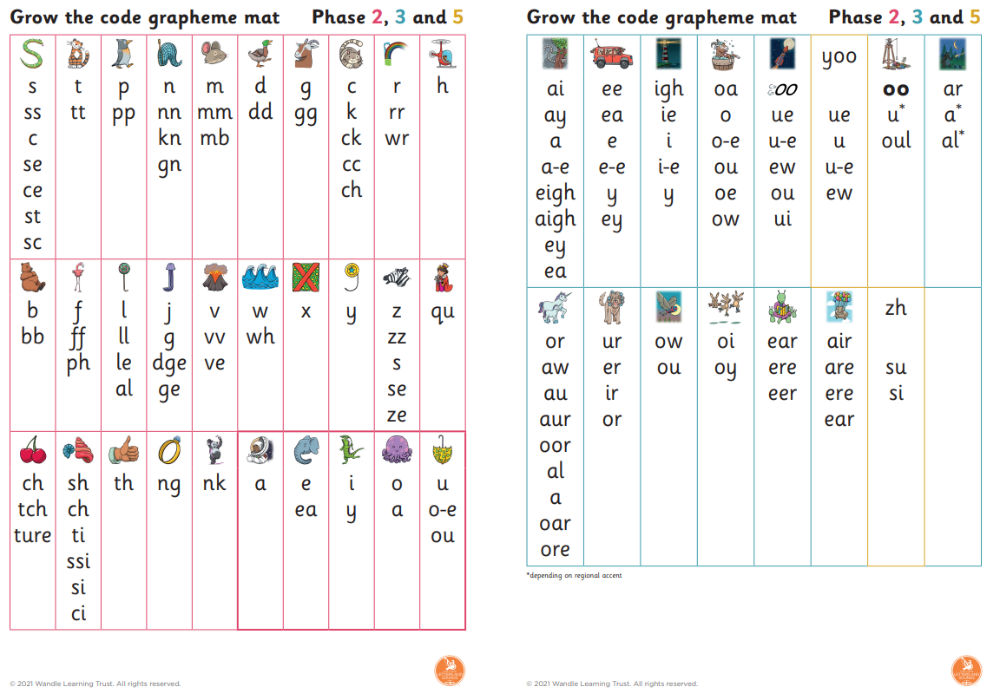 Grow the code grapheme mat Phase 2, 3 and 5
s t p n m d g c r h
ss tt pp nn mm dd gg k rr
c kn mb ck wr
se gn cc
ce ch
st
sc
b f l j v w x y z qu
bb ff ll g vv wh zz
ph le dge ve s
al ge se
ze
ch sh th ng nk a e i o u
tch ch ea y a o-e
ture ti ou
ssi
si
ci
© 2021 Wandle Learning Trust. All rights reserved.
LETTERS AND
SOUNDS
Grow the code grapheme mat Phase 2, 3 and 5
yoo
ai ee igh oa oo oo ar
ay ea ie o ue ue u* a*
a e i o-e u-e u oul al*
a-e e-e i-e ou ew u-e
eigh y y oe ou ew
aigh ey ow ui
ey
ea
zh
or ur ow oi ear air
aw er ou oy ere are su
au ir eer ere si
aur or ear
oor
al
a
oar
ore
*depending on regional accent
© 2021 Wandle Learning Trust. All rights reserved.
LETTERS AND
SOUNDS